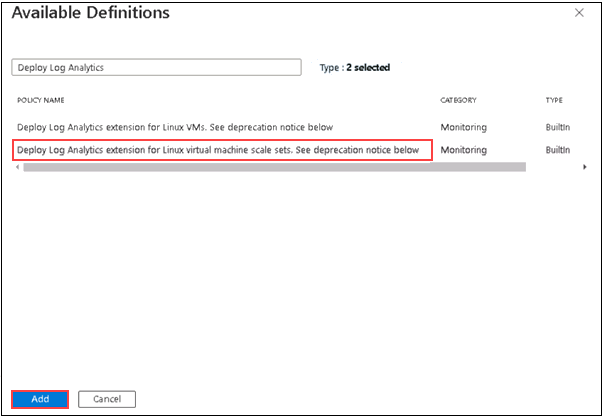 Available Definitions
Deploy Log Analytics Type : 2 selected
POLICY NAME CATEGORY TYPE
Deploy Log Analytics extension for Linux VMs. See deprecation notice below Monitoring BuiltIn
Deploy Log Analytics extension for Linux virtual machine scale sets. See deprecation notice below Monitoring BuiltIn
Add Cancel